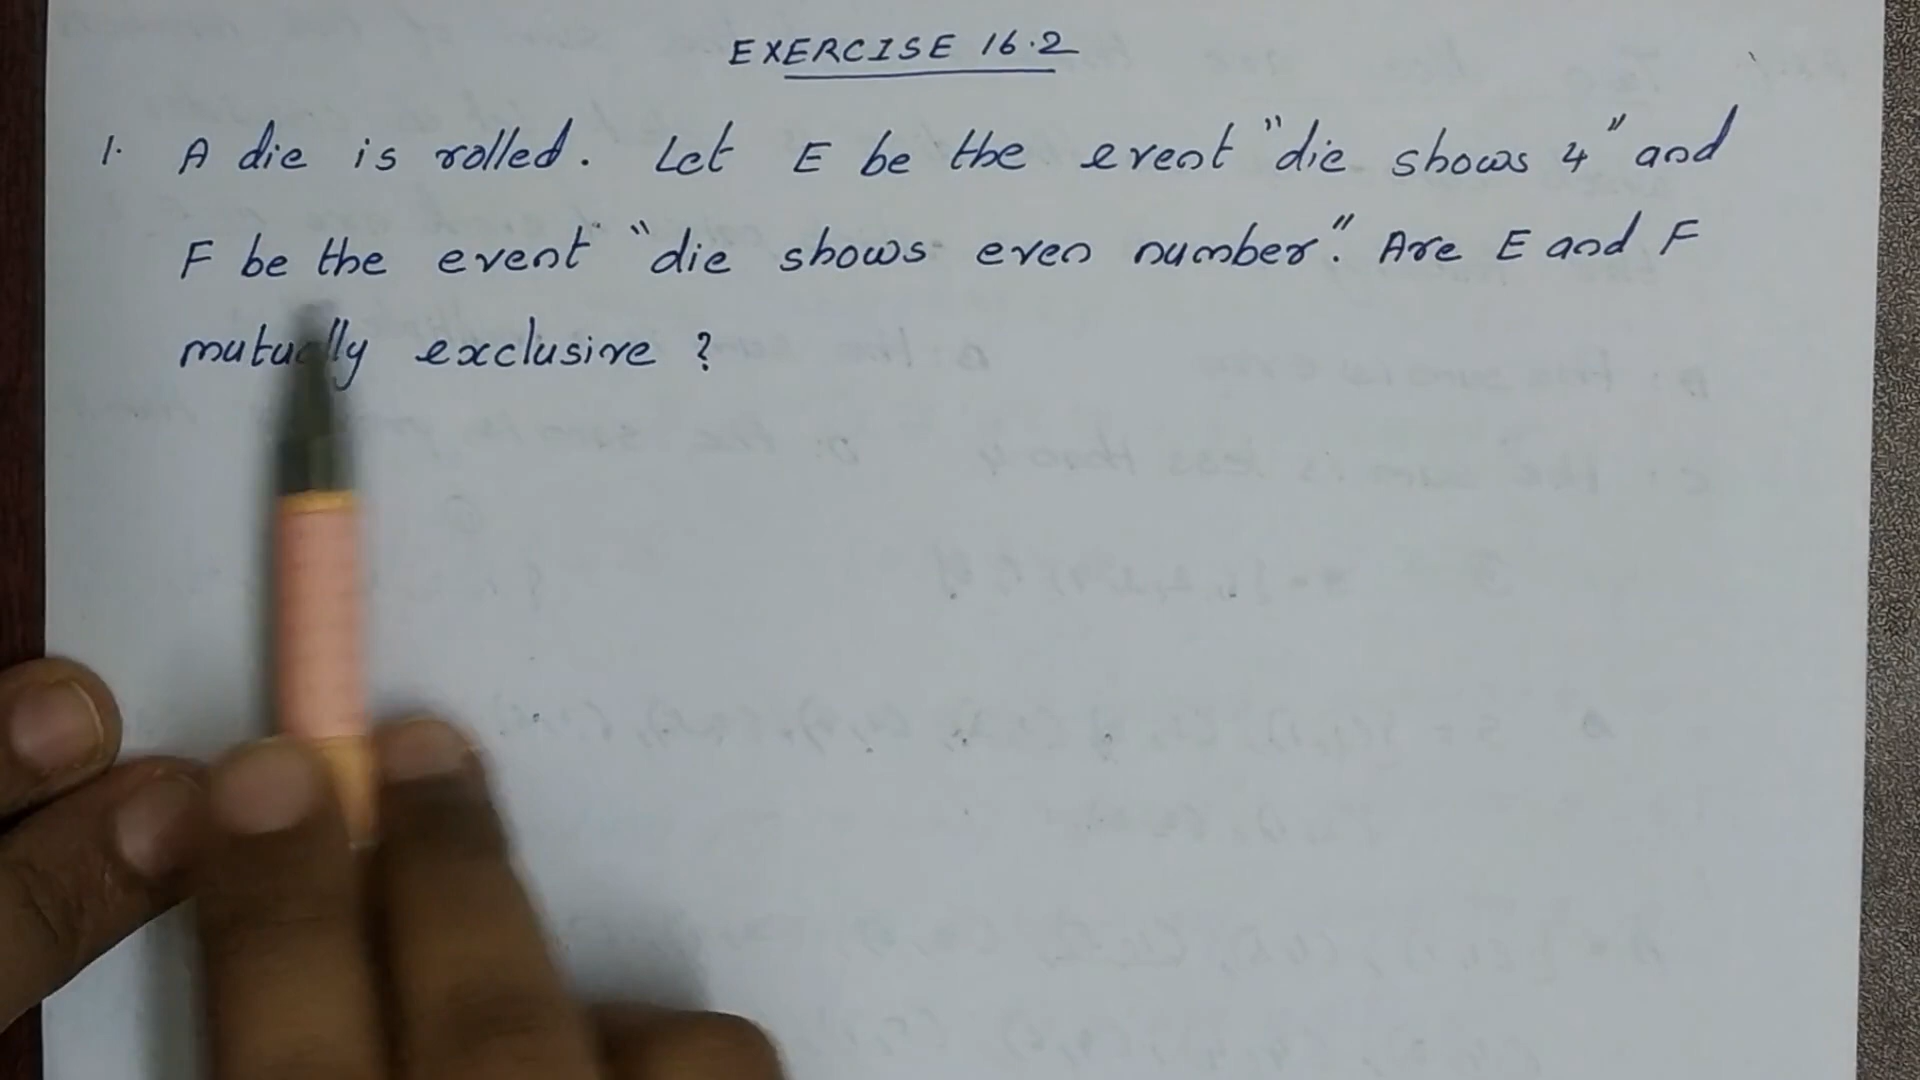 EXERCISE 16.2
1. A die is rolled. Let E be the event "die shows 4" and
F be the event "die shows even number". Are E and F
mutually exclusive ?